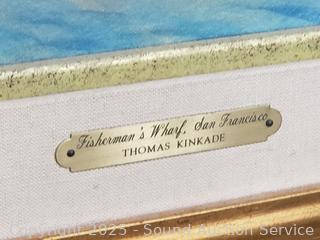 Fisherman's Wharf, San Francisco
THOMAS KINKADE
Copyright 2025 - Sound Auction Service